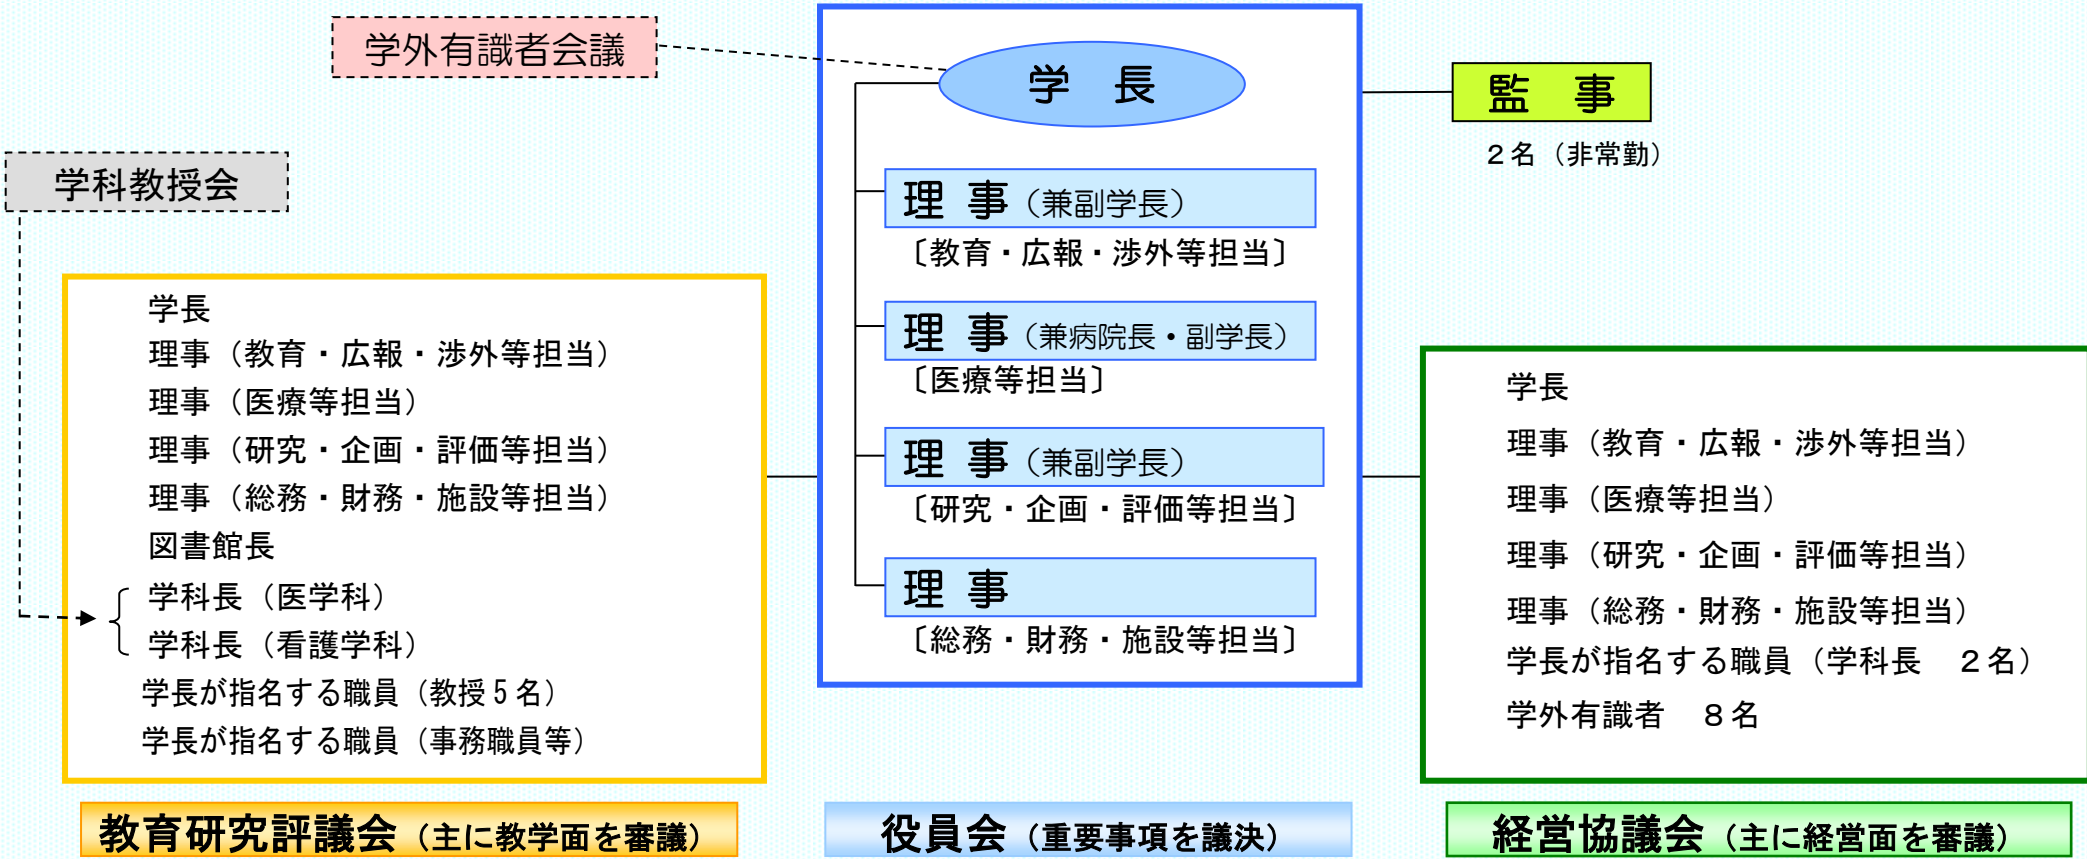 学外有識者会議
学　長
監　事
２名（非常勤）
学科教授会
理　事（兼副学長）
〔教育・広報・渉外等担当〕
理　事（兼病院長・副学長）
〔医療等担当〕
理　事（兼副学長）
〔研究・企画・評価等担当〕
理　事
〔総務・財務・施設等担当〕
学長
理事（教育・広報・渉外等担当）
理事（医療等担当）
理事（研究・企画・評価等担当）
理事（総務・財務・施設等担当）
図書館長
学科長（医学科）
学科長（看護学科）
学長が指名する職員（教授５名）
学長が指名する職員（事務職員等）
学長
理事（教育・広報・渉外等担当）
理事（医療等担当）
理事（研究・企画・評価等担当）
理事（総務・財務・施設等担当）
学長が指名する職員（学科長　２名）
学外有識者　８名
教育研究評議会（主に教学面を審議）
役員会（重要事項を議決）
経営協議会（主に経営面を審議）